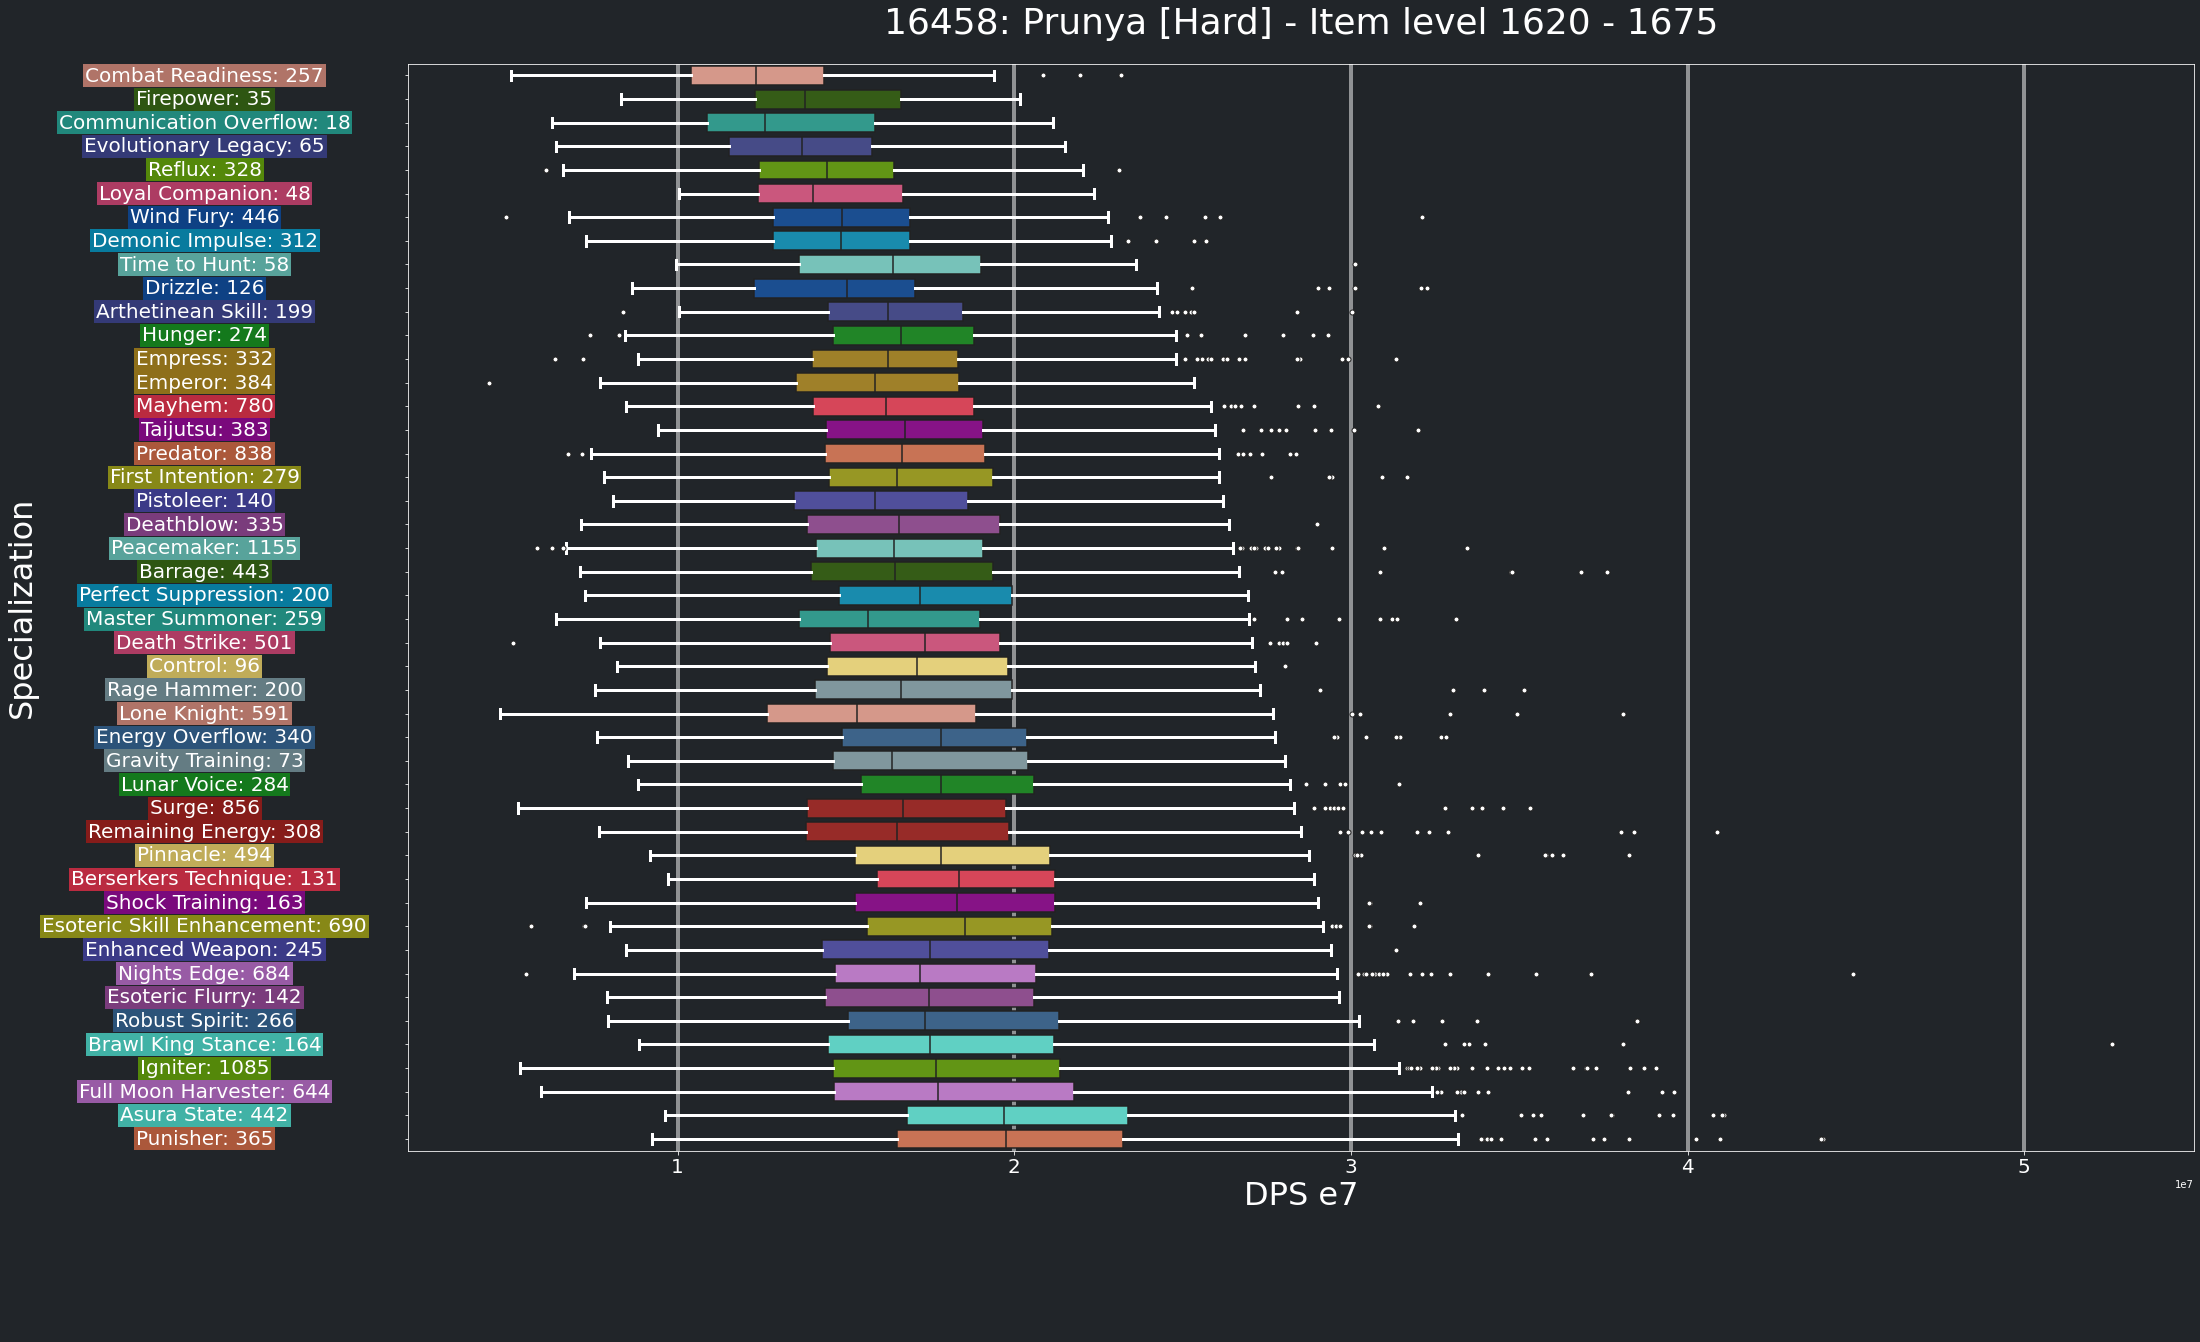 16458: Prunya [Hard] - Item level 1620 - 1675
Specialization
Combat Readiness: 257
Firepower: 35
Communication Overflow: 18
Evolutionary Legacy: 65
Reflux: 328
Loyal Companion: 48
Wind Fury: 446
Demonic Impulse: 312
Time to Hunt: 58
Drizzle: 126
Arthetinean Skill: 199
Hunger: 274
Empress: 332
Emperor: 384
Mayhem: 780
Taijutsu: 383
Predator: 838
First Intention: 279
Pistoleer: 140
Deathblow: 335
Peacemaker: 1155
Barrage: 443
Perfect Suppression: 200
Master Summoner: 259
Death Strike: 501
Control: 96
Rage Hammer: 200
Lone Knight: 591
Energy Overflow: 340
Gravity Training: 73
Lunar Voice: 284
Surge: 856
Remaining Energy: 308
Pinnacle: 494
Berserkers Technique: 131
Shock Training: 163
Esoteric Skill Enhancement: 690
Enhanced Weapon: 245
Nights Edge: 684
Esoteric Flurry: 142
Robust Spirit: 266
Brawl King Stance: 164
Igniter: 1085
Full Moon Harvester: 644
Asura State: 442
Punisher: 365
1 2 3 4 5
1e7
DPS e7